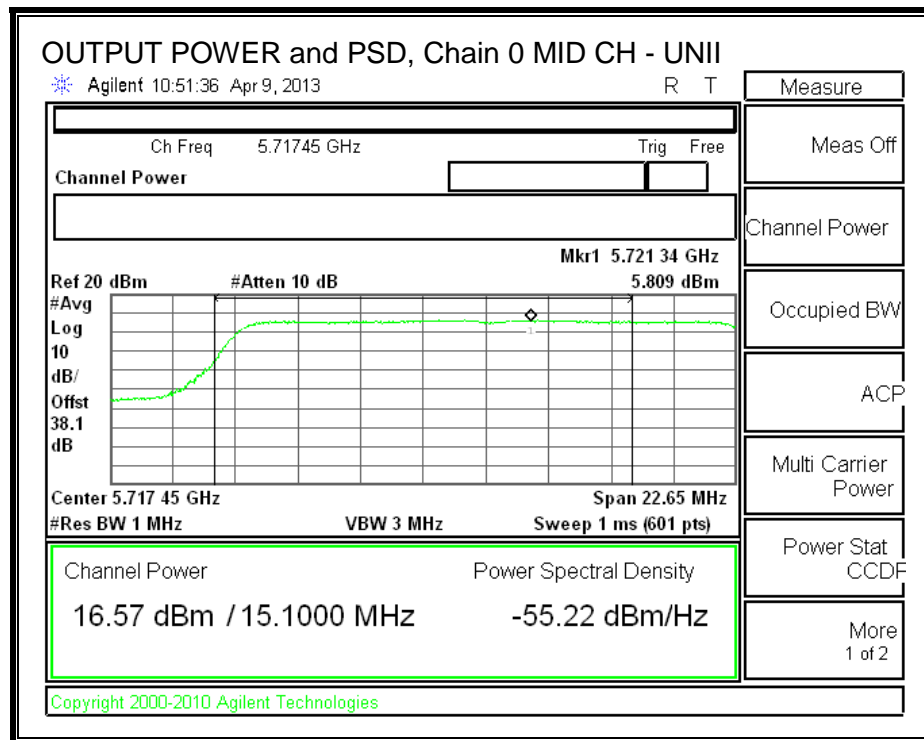 OUTPUT POWER and PSD, Chain 0 MID CH - UNII
Agilent 10:51:36 Apr 9, 2013 R T
Measure
Ch Freq 5.71745 GHz Trig Free
Meas Off
Channel Power
Channel Power
Mkr1 5.721 34 GHz
Ref 20 dBm #Atten 10 dB 5.809 dBm
#Avg
Occupied BW
Log
10
dB/
Offst
ACP
38.1
dB
1
Multi Carrier
Power
Center 5.717 45 GHz Span 22.65 MHz
#Res BW 1 MHz VBW 3 MHz Sweep 1 ms (601 pts)
Power Stat
CCDF
Channel Power Power Spectral Density
16.57 dBm / 15.1000 MHz -55.22 dBm/Hz
More
1 of 2
Copyright 2000-2010 Agilent Technologies